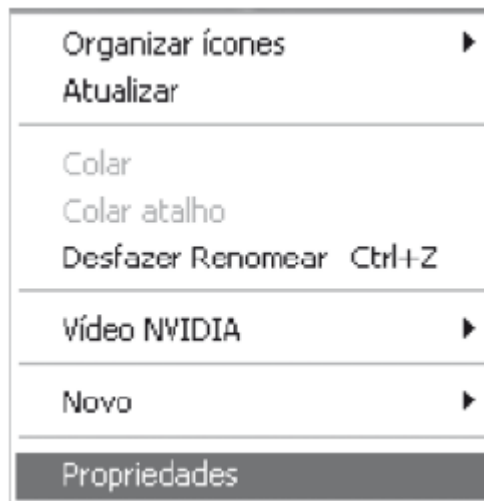 Organizar ícones
Atualizar
Colar
Colar atalho
Desfazer Renomear Ctrl+Z
Vídeo NVIDIA
Novo
Propriedades